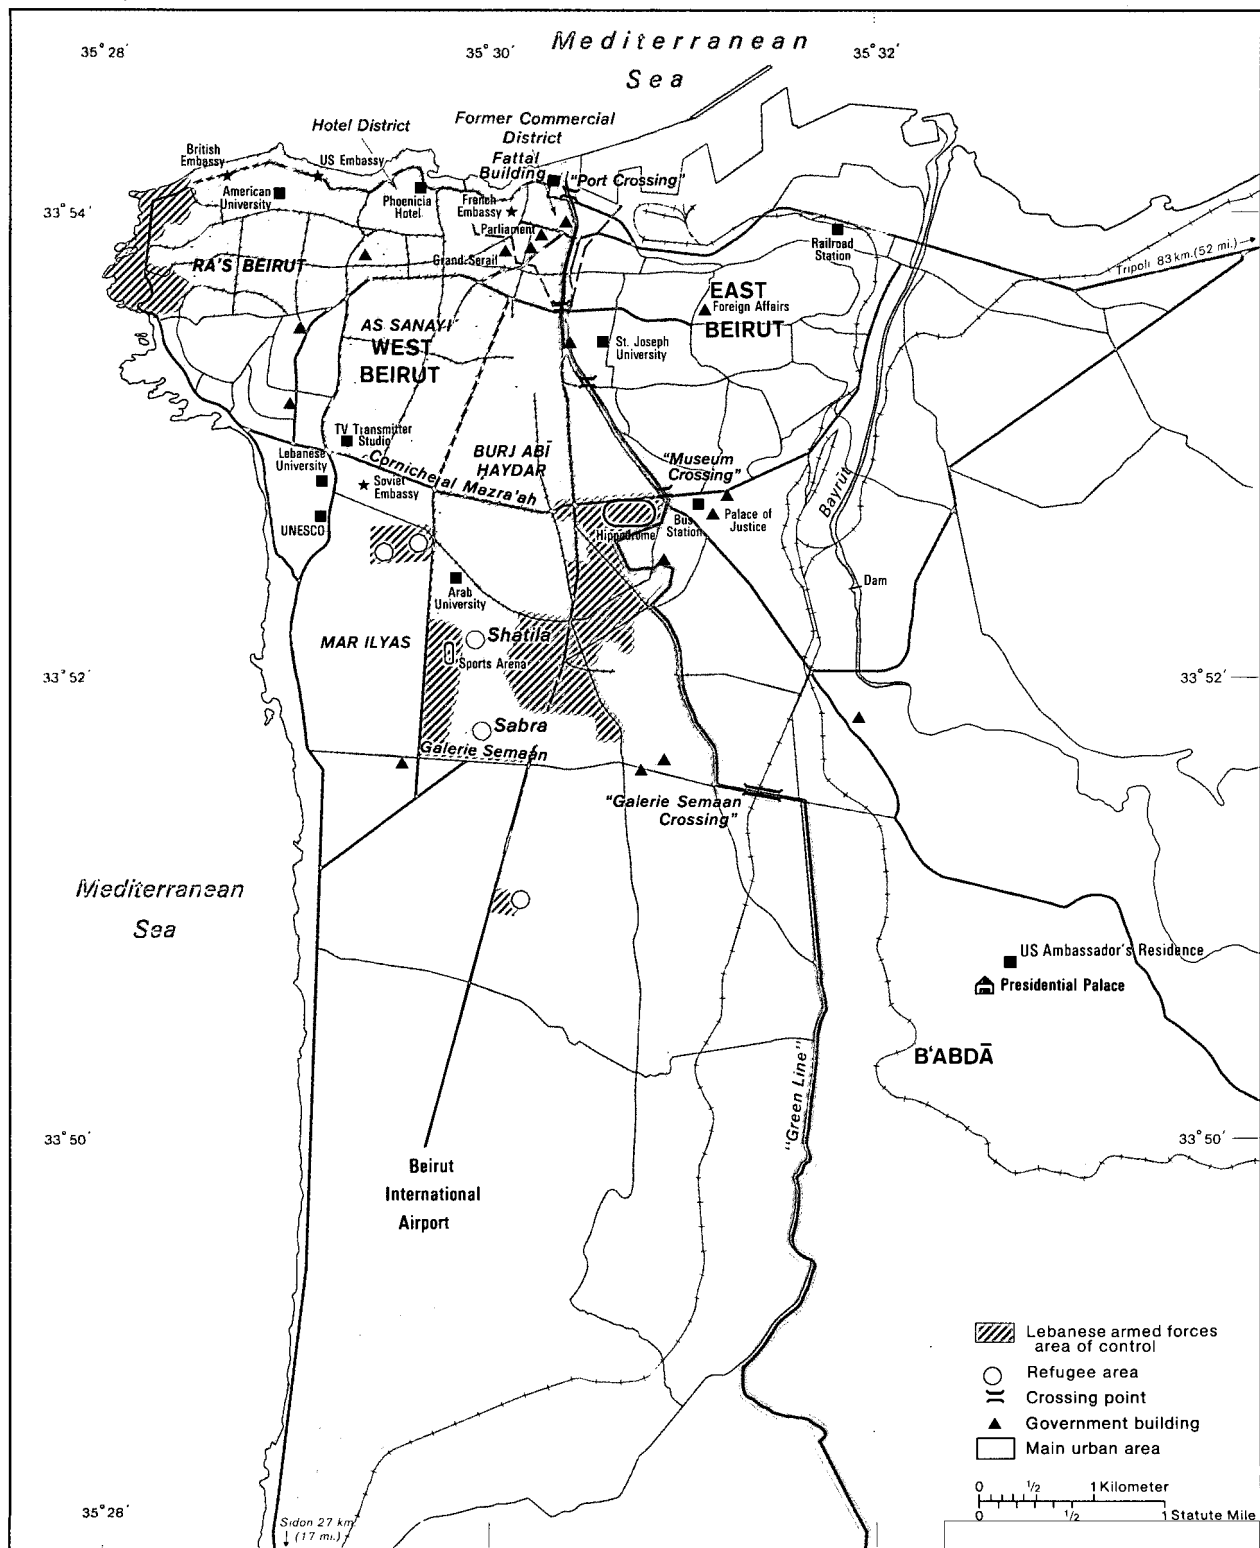 35°28′
35°30′
Mediterranean
Sea
35°32′
Hotel District
Former Commercial
District
British
Embassy
US Embassy
Fattal
Building
"Port Crossing"
American
University
Phoenicia
Hotel
French
Embassy
33°54′
Parliament
Railroad
Station
Grand Serail
RA'S BEIRUT
Tripoli 83 km. (52 mi.)
EAST
Foreign Affairs
BEIRUT
AS SANAYI'
WEST
BEIRUT
St. Joseph
University
TV Transmitter
Studio
BURJ ABĪ
ḤAYDAR
"Museum
Crossing"
Lebanese
University
Corniche al Mazra'ah
Soviet
Embassy
Bayrūt
UNESCO
Hippodrome
Bus
Station
Palace of
Justice
Dam
Arab
University
MAR ILYAS
Shatila
Sports Arena
33°52′
33°52′
Sabra
Galerie Semaan
"Galerie Semaan
Crossing"
Mediterranean
Sea
US Ambassador's Residence
Presidential Palace
"Green Line"
B'ABDĀ
33°50′
33°50′
Beirut
International
Airport
Lebanese armed forces
area of control
Refugee area
Crossing point
Government building
Main urban area
0 1/2 1 Kilometer
0 1/2 1 Statute Mile
35°28′
Sidon 27 km
(17 mi.)